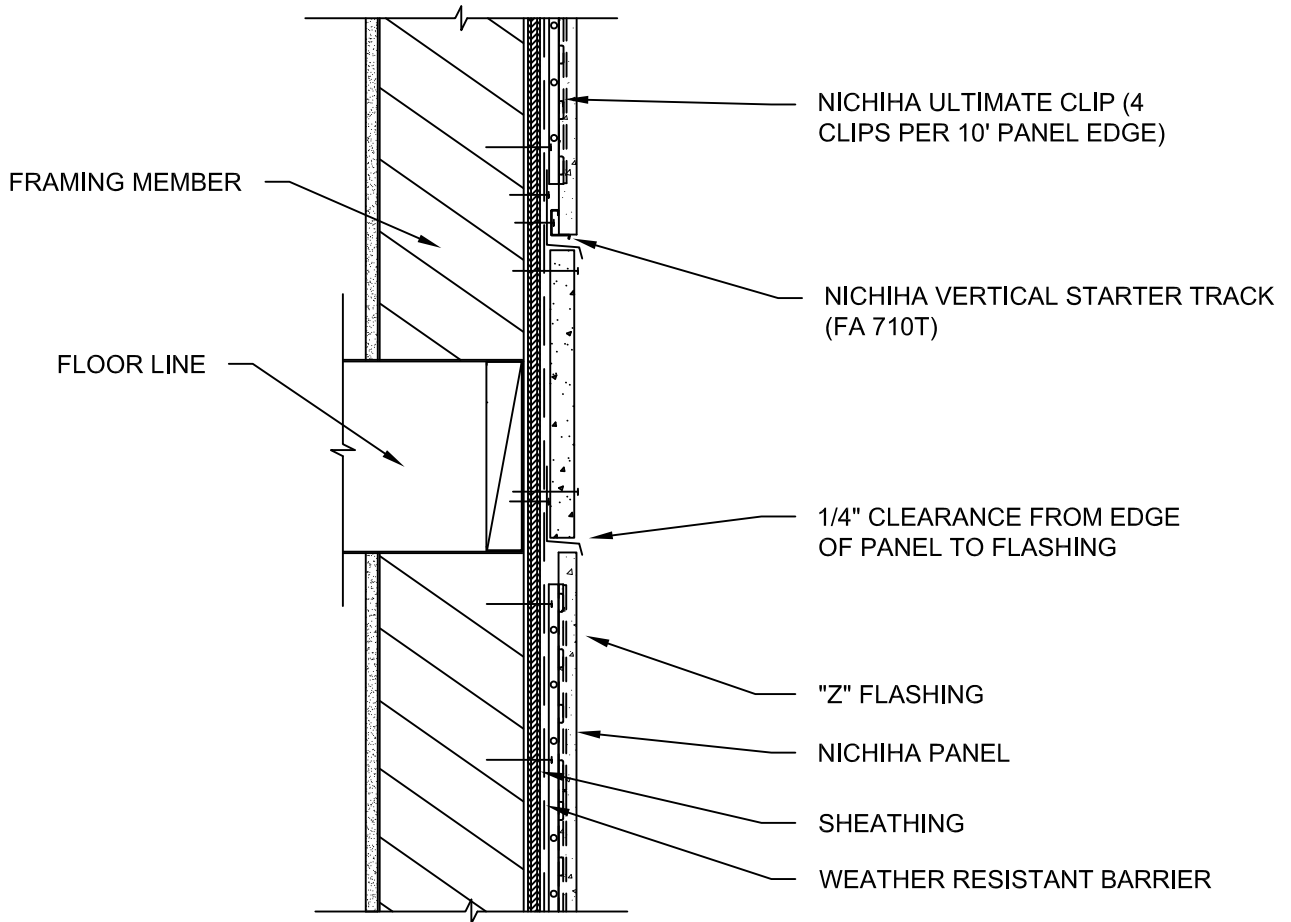 NICHIHA ULTIMATE CLIP (4
CLIPS PER 10' PANEL EDGE)
FRAMING MEMBER
NICHIHA VERTICAL STARTER TRACK
(FA 710T)
FLOOR LINE
1/4" CLEARANCE FROM EDGE
OF PANEL TO FLASHING
"Z" FLASHING
NICHIHA PANEL
SHEATHING
WEATHER RESISTANT BARRIER